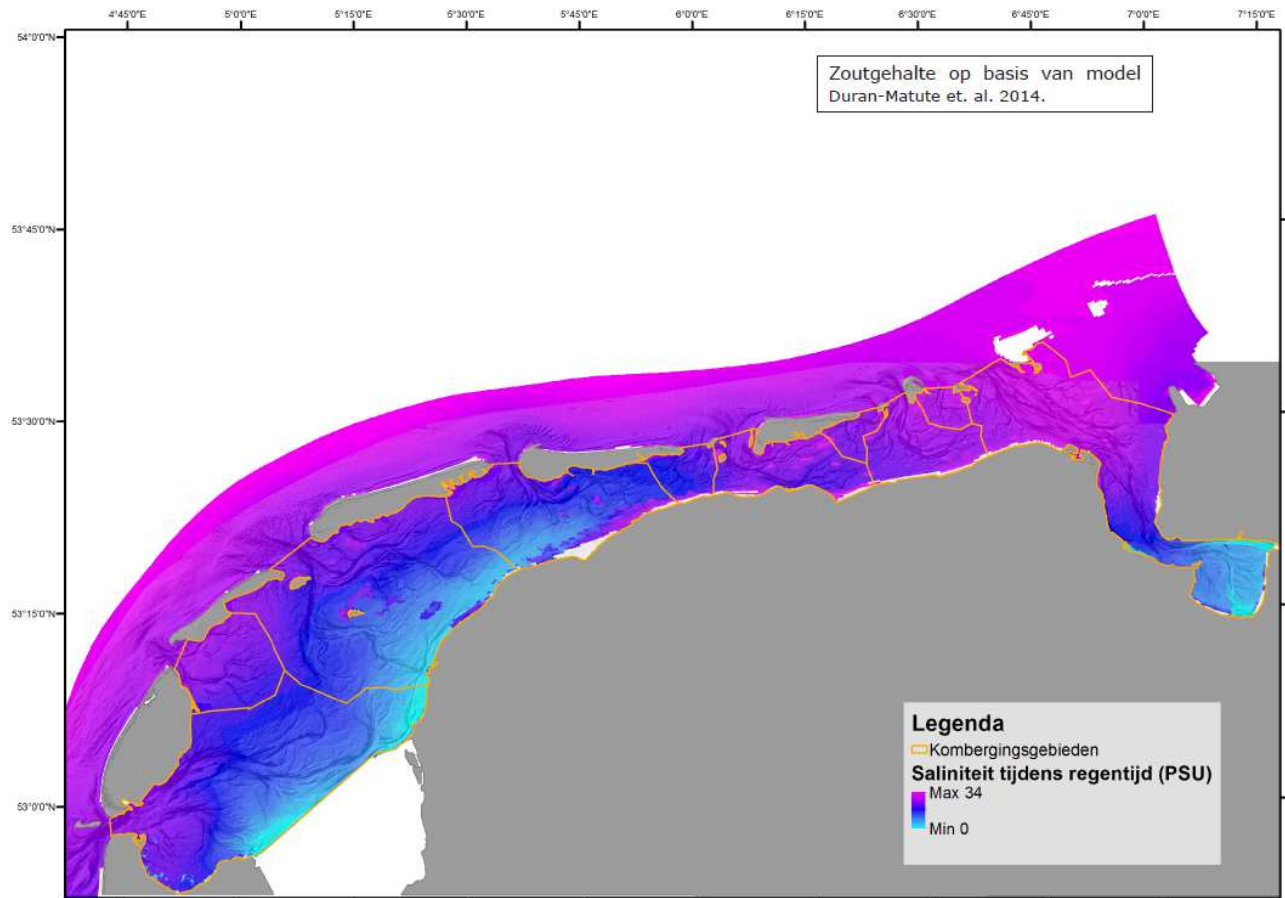 4°45'0"E
5°0'0"E
5°15'0"E
5°30'0"E
5°45'0"E
6°0'0"E
6°15'0"E
6°30'0"E
6°45'0"E
7°0'0"E
7°15'0"E
54°0'0"N
Zoutgehalte op basis van model
Duran-Matute et. al. 2014.
53°45'0"N
53°30'0"N
53°15'0"N
53°0'0"N
Legenda
Kombergingsgebieden
Saliniteit tijdens regentijd (PSU)
Max 34
Min 0